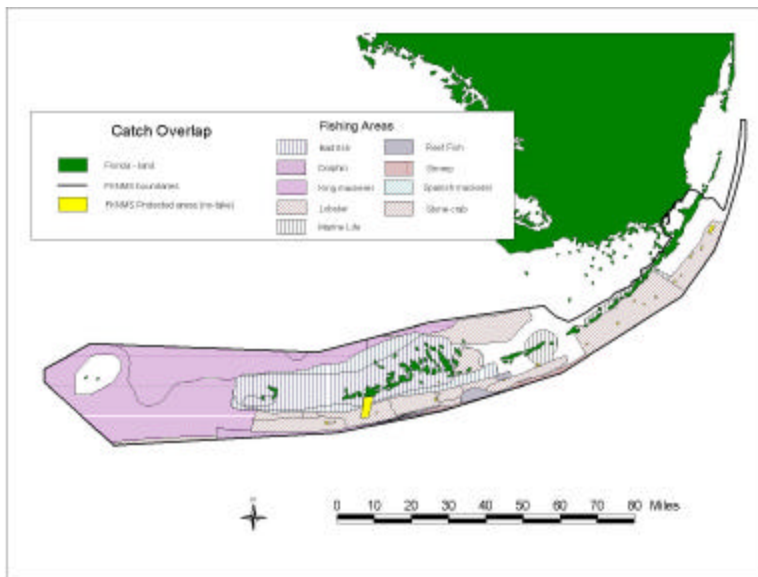 Catch Overlap
Florida - land
FKNMS boundaries
FKNMS Protected areas (no-take)
Fishing Areas
Bait fish
Dolphin
King mackerel
Lobster
Marine Life
Reef Fish
Shrimp
Spanish mackerel
Stone crab
0 10 20 30 40 50 60 70 80 Miles